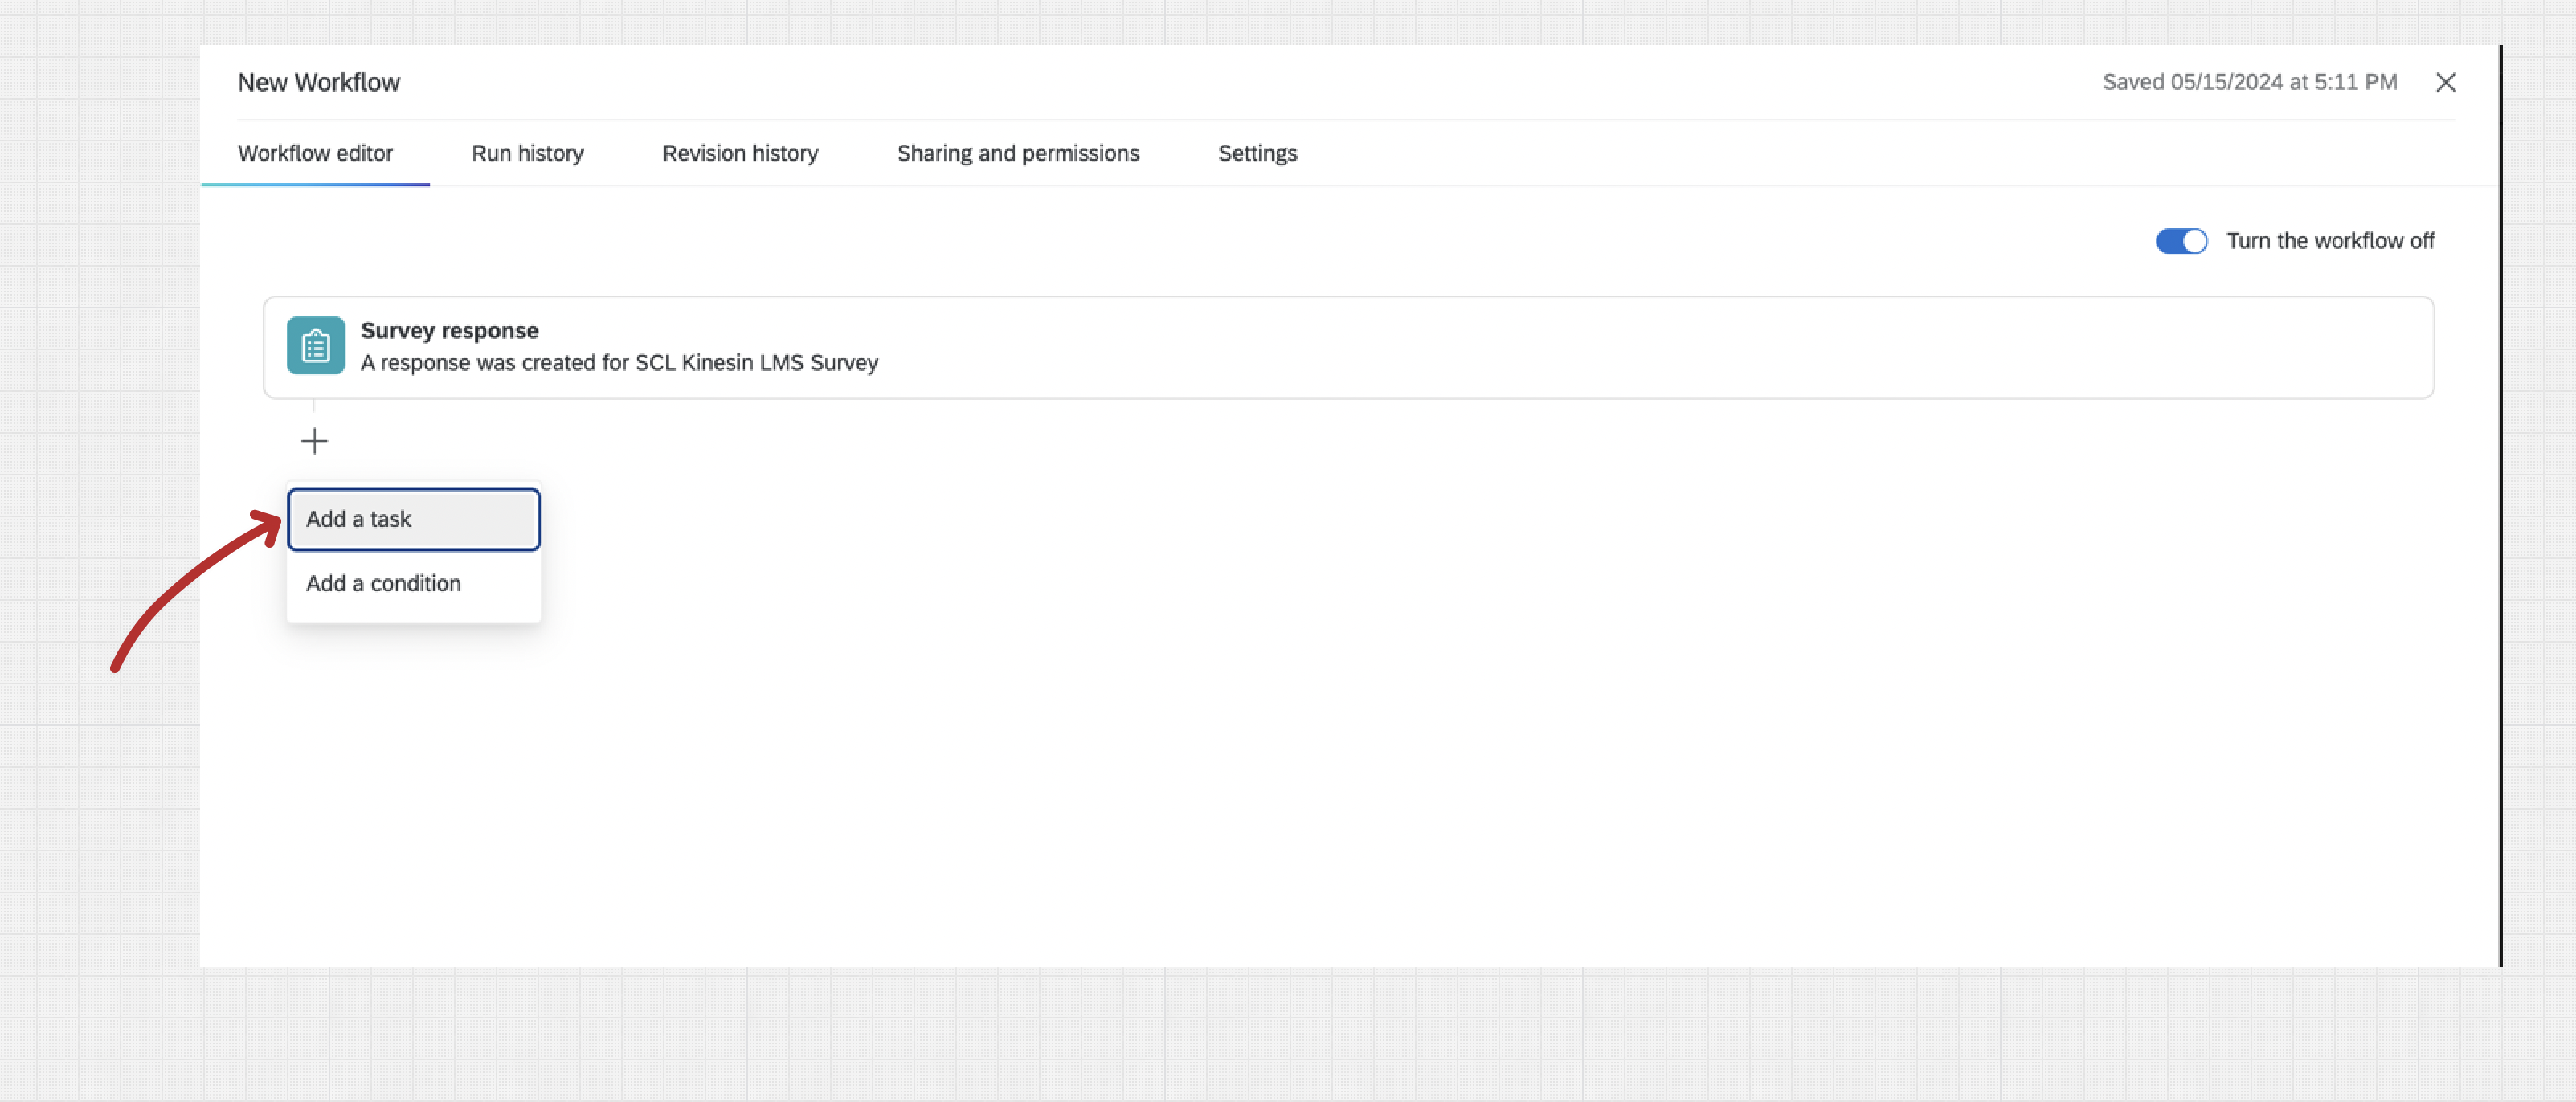 New Workflow
Saved 05/15/2024 at 5:11 PM
Workflow editor
Run history
Revision history
Sharing and permissions
Settings
Turn the workflow off
Survey response
A response was created for SCL Kinesin LMS Survey
Add a task
Add a condition